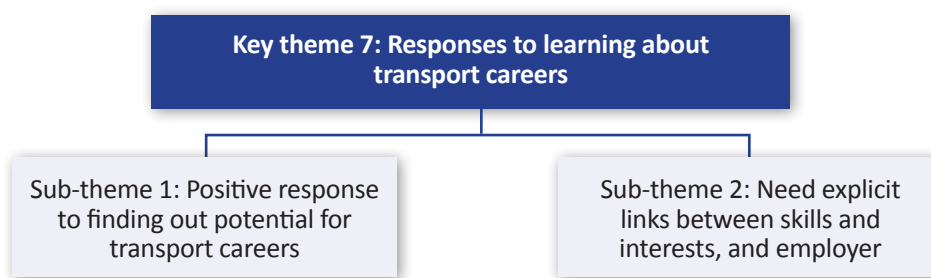 Key theme 7: Responses to learning about
transport careers
Sub-theme 1: Positive response
to finding out potential for
transport careers
Sub-theme 2: Need explicit
links between skills and
interests, and employer